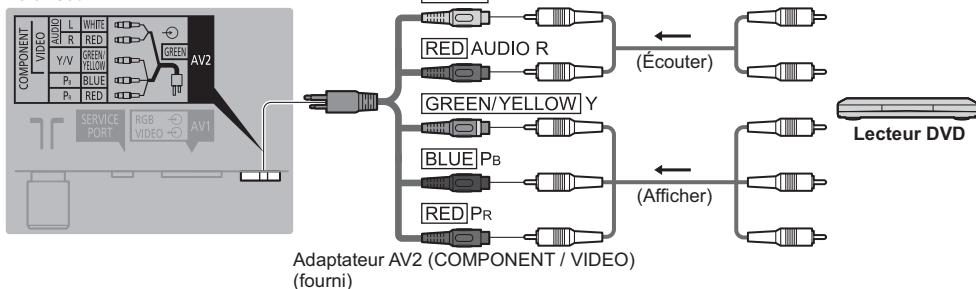 COMPONENT
VIDEO
AUDIO
L WHITE
R RED
Y/V GREEN/
YELLOW
PB BLUE
PR RED
GREEN
AV2
SERVICE
PORT
RGB
VIDEO
AV1
RED AUDIO R
GREEN/YELLOW Y
BLUE PB
RED PR
(Écouter)
(Afficher)
Lecteur DVD
Adaptateur AV2 (COMPONENT / VIDEO)
(fourni)